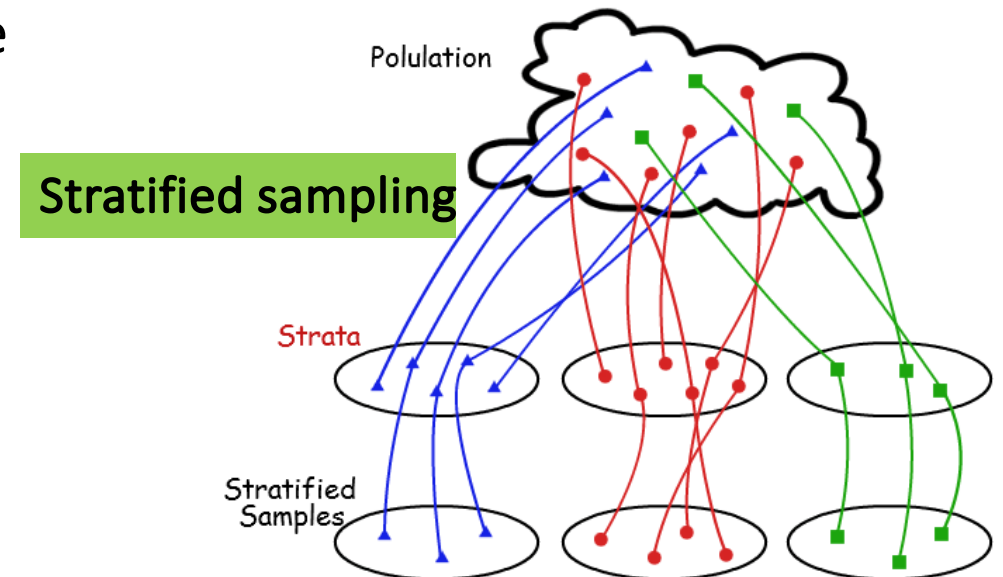 e
Polulation
Stratified sampling
Strata
Stratified
Samples